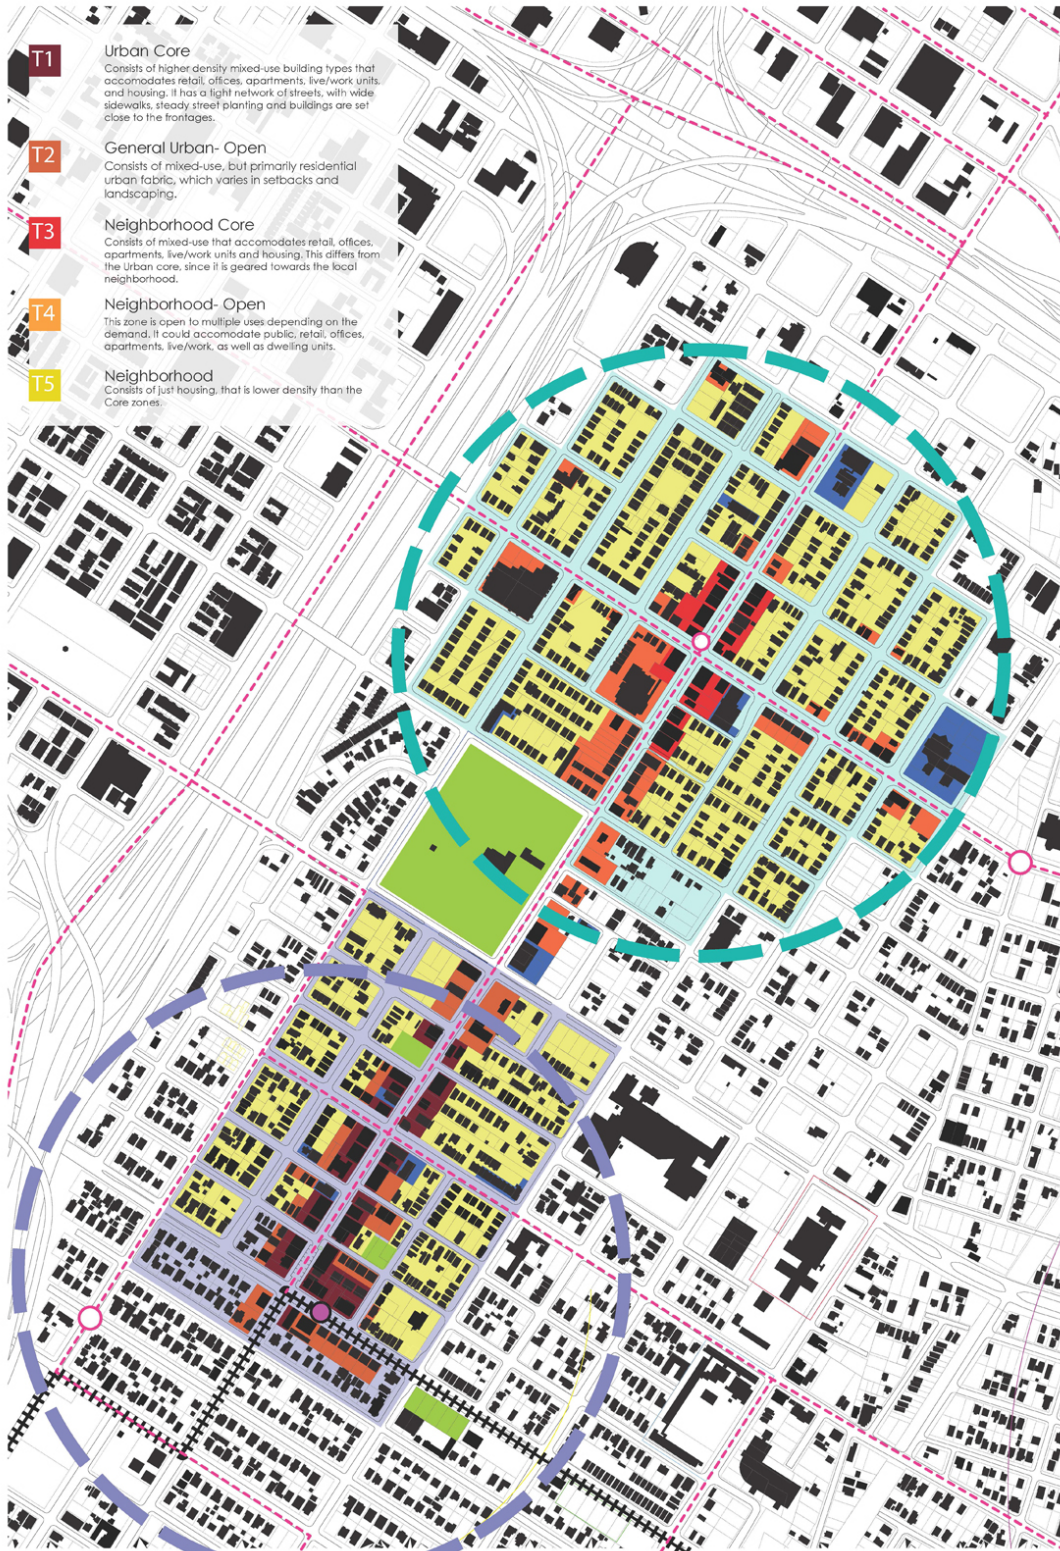 T1
Urban Core
Consists of higher density mixed-use building types that
accomodates retail, offices, apartments, live/work units,
and housing. It has a tight network of streets, with wide
sidewalks, steady street planting and buildings are set
close to the frontages.
T2
General Urban- Open
Consists of mixed-use, but primarily residential
urban fabric, which varies in setbacks and
landscaping.
T3
Neighborhood Core
Consists of mixed-use that accomodates retail, offices,
apartments, live/work units and housing. This differs from
the Urban core, since it is geared towards the local
neighborhood.
T4
Neighborhood- Open
This zone is open to multiple uses depending on the
demand. It could accomodate public, retail, offices,
apartments, live/work, as well as dwelling units.
T5
Neighborhood
Consists of just housing, that is lower density than the
Core zones.